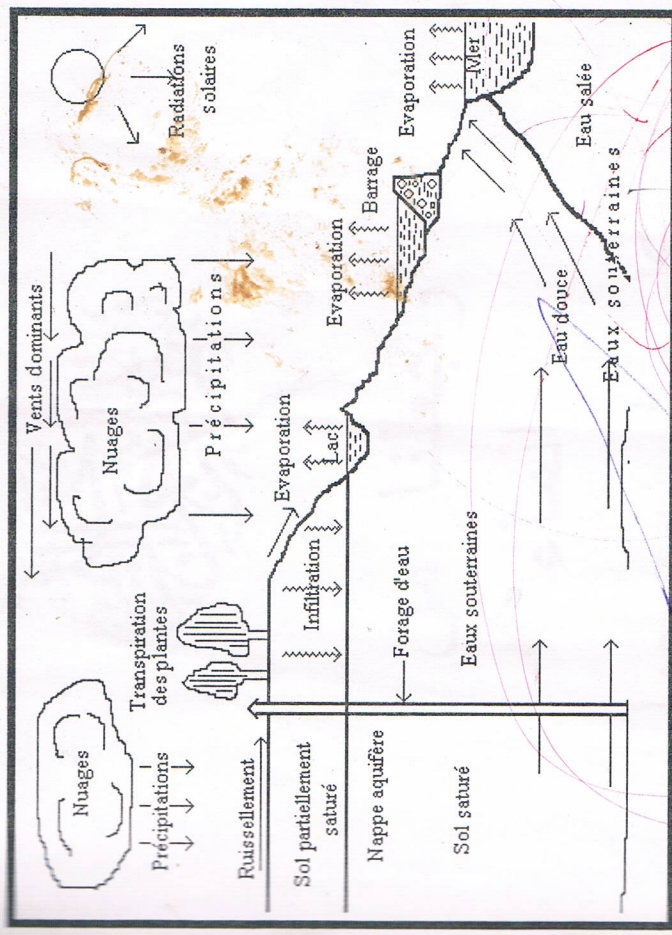 Vents dominants
Nuages
Nuages
Radiations
solaires
Précipitations
Précipitations
Transpiration
des plantes
Ruissellement
Evaporation
Lac
Evaporation
Barrage
Evaporation
Mer
Infiltration
Sol partiellement
saturé
Nappe aquifère
Forage d'eau
Sol saturé
Eaux souterraines
Eau douce
Eaux souterraines
Eau salée